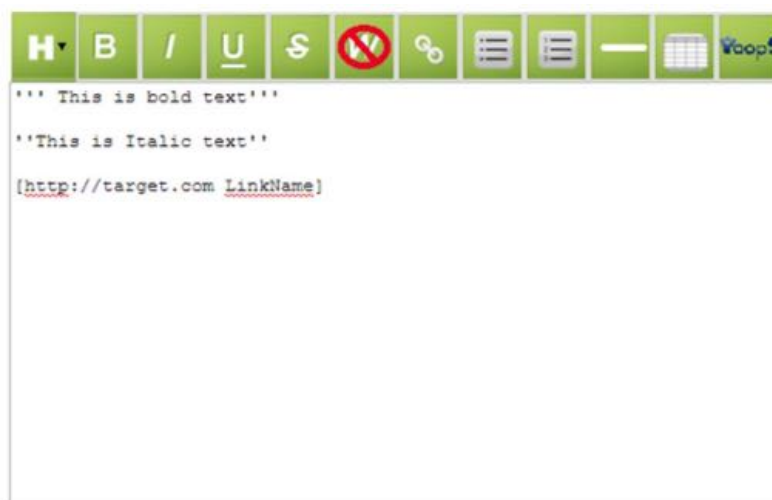 H B I U S W
''' This is bold text'''
''This is Italic text''
[http://target.com LinkName]